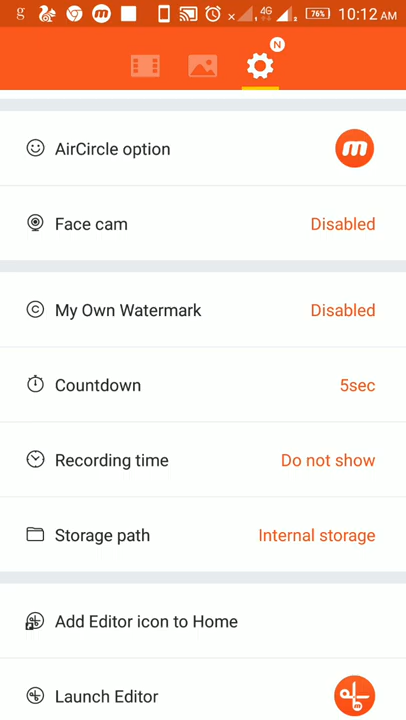 g 4G 76% 10:12 AM
N
AirCircle option
Face cam Disabled
My Own Watermark Disabled
Countdown 5sec
Recording time Do not show
Storage path Internal storage
Add Editor icon to Home
Launch Editor